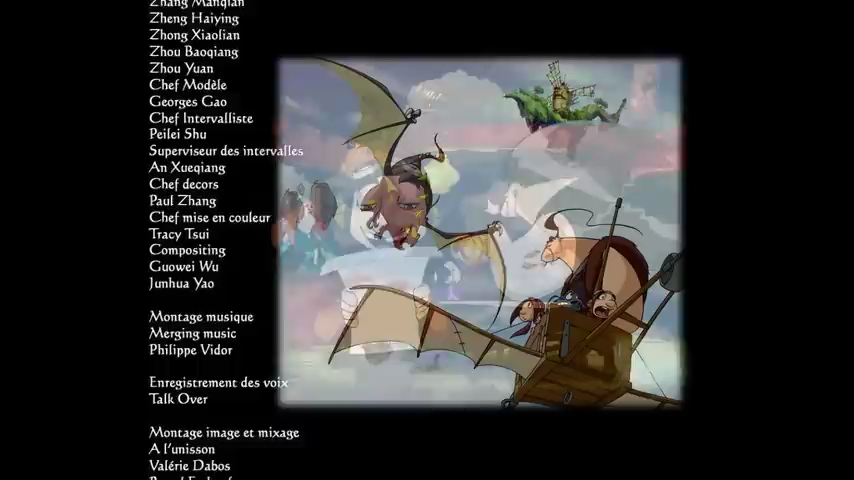 Zhang Manqian
Zheng Haiying
Zhong Xiaolian
Zhou Baoqiang
Zhou Yuan
Chef Modèle
Georges Gao
Chef Intervalliste
Peilei Shu
Superviseur des intervalles
An Xueqiang
Chef decors
Paul Zhang
Chef mise en couleur
Tracy Tsui
Compositing
Guowei Wu
Junhua Yao
Montage musique
Merging music
Philippe Vidor
Enregistrement des voix
Talk Over
Montage image et mixage
A l'unisson
Valérie Dabos